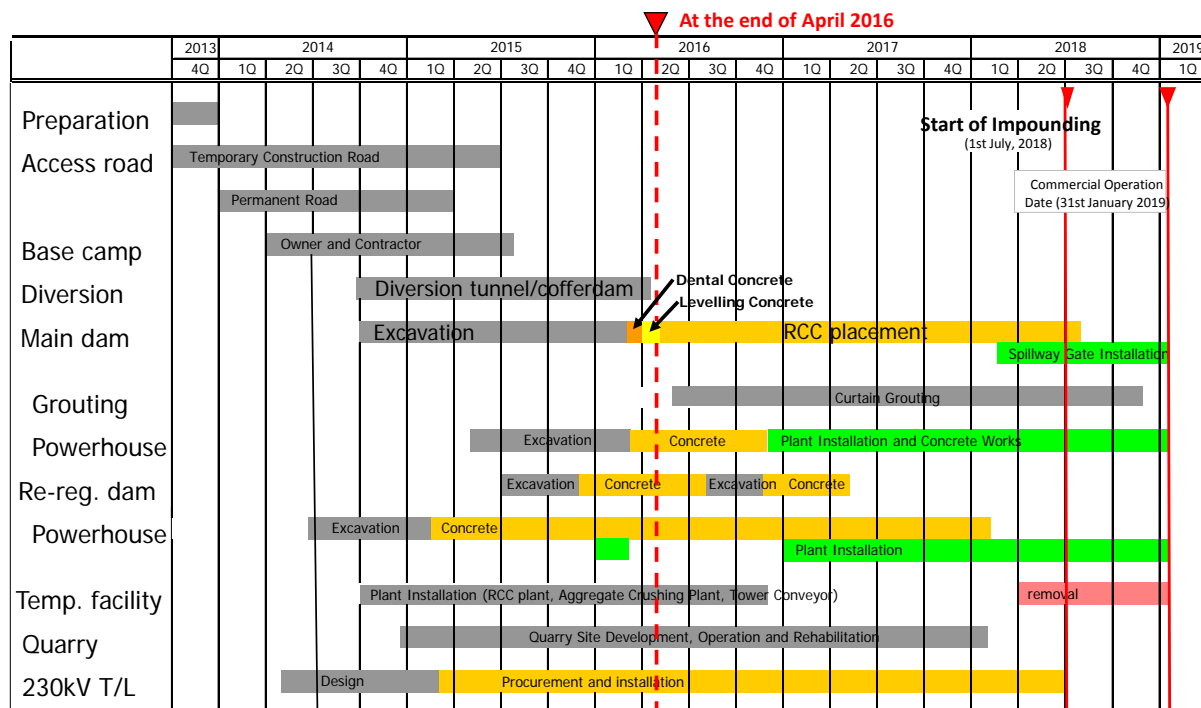 At the end of April 2016
2013 2014 2015 2016 2017 2018 2019
4Q 1Q 2Q 3Q 4Q 1Q 2Q 3Q 4Q 1Q 2Q 3Q 4Q 1Q 2Q 3Q 4Q 1Q 2Q 3Q 4Q 1Q
Preparation
Start of Impounding
(1st July, 2018)
Access road
Temporary Construction Road
Permanent Road
Commercial Operation
Date (31st January 2019)
Base camp
Owner and Contractor
Diversion
Diversion tunnel/cofferdam
Dental Concrete
Levelling Concrete
Main dam
Excavation
RCC placement
Spillway Gate Installation
Grouting
Curtain Grouting
Powerhouse
Excavation
Concrete
Plant Installation and Concrete Works
Re-reg. dam
Excavation
Concrete
Excavation
Concrete
Powerhouse
Excavation
Concrete
Plant Installation
Temp. facility
Plant Installation (RCC plant, Aggregate Crushing Plant, Tower Conveyor)
removal
Quarry
Quarry Site Development, Operation and Rehabilitation
230kV T/L
Design
Procurement and installation